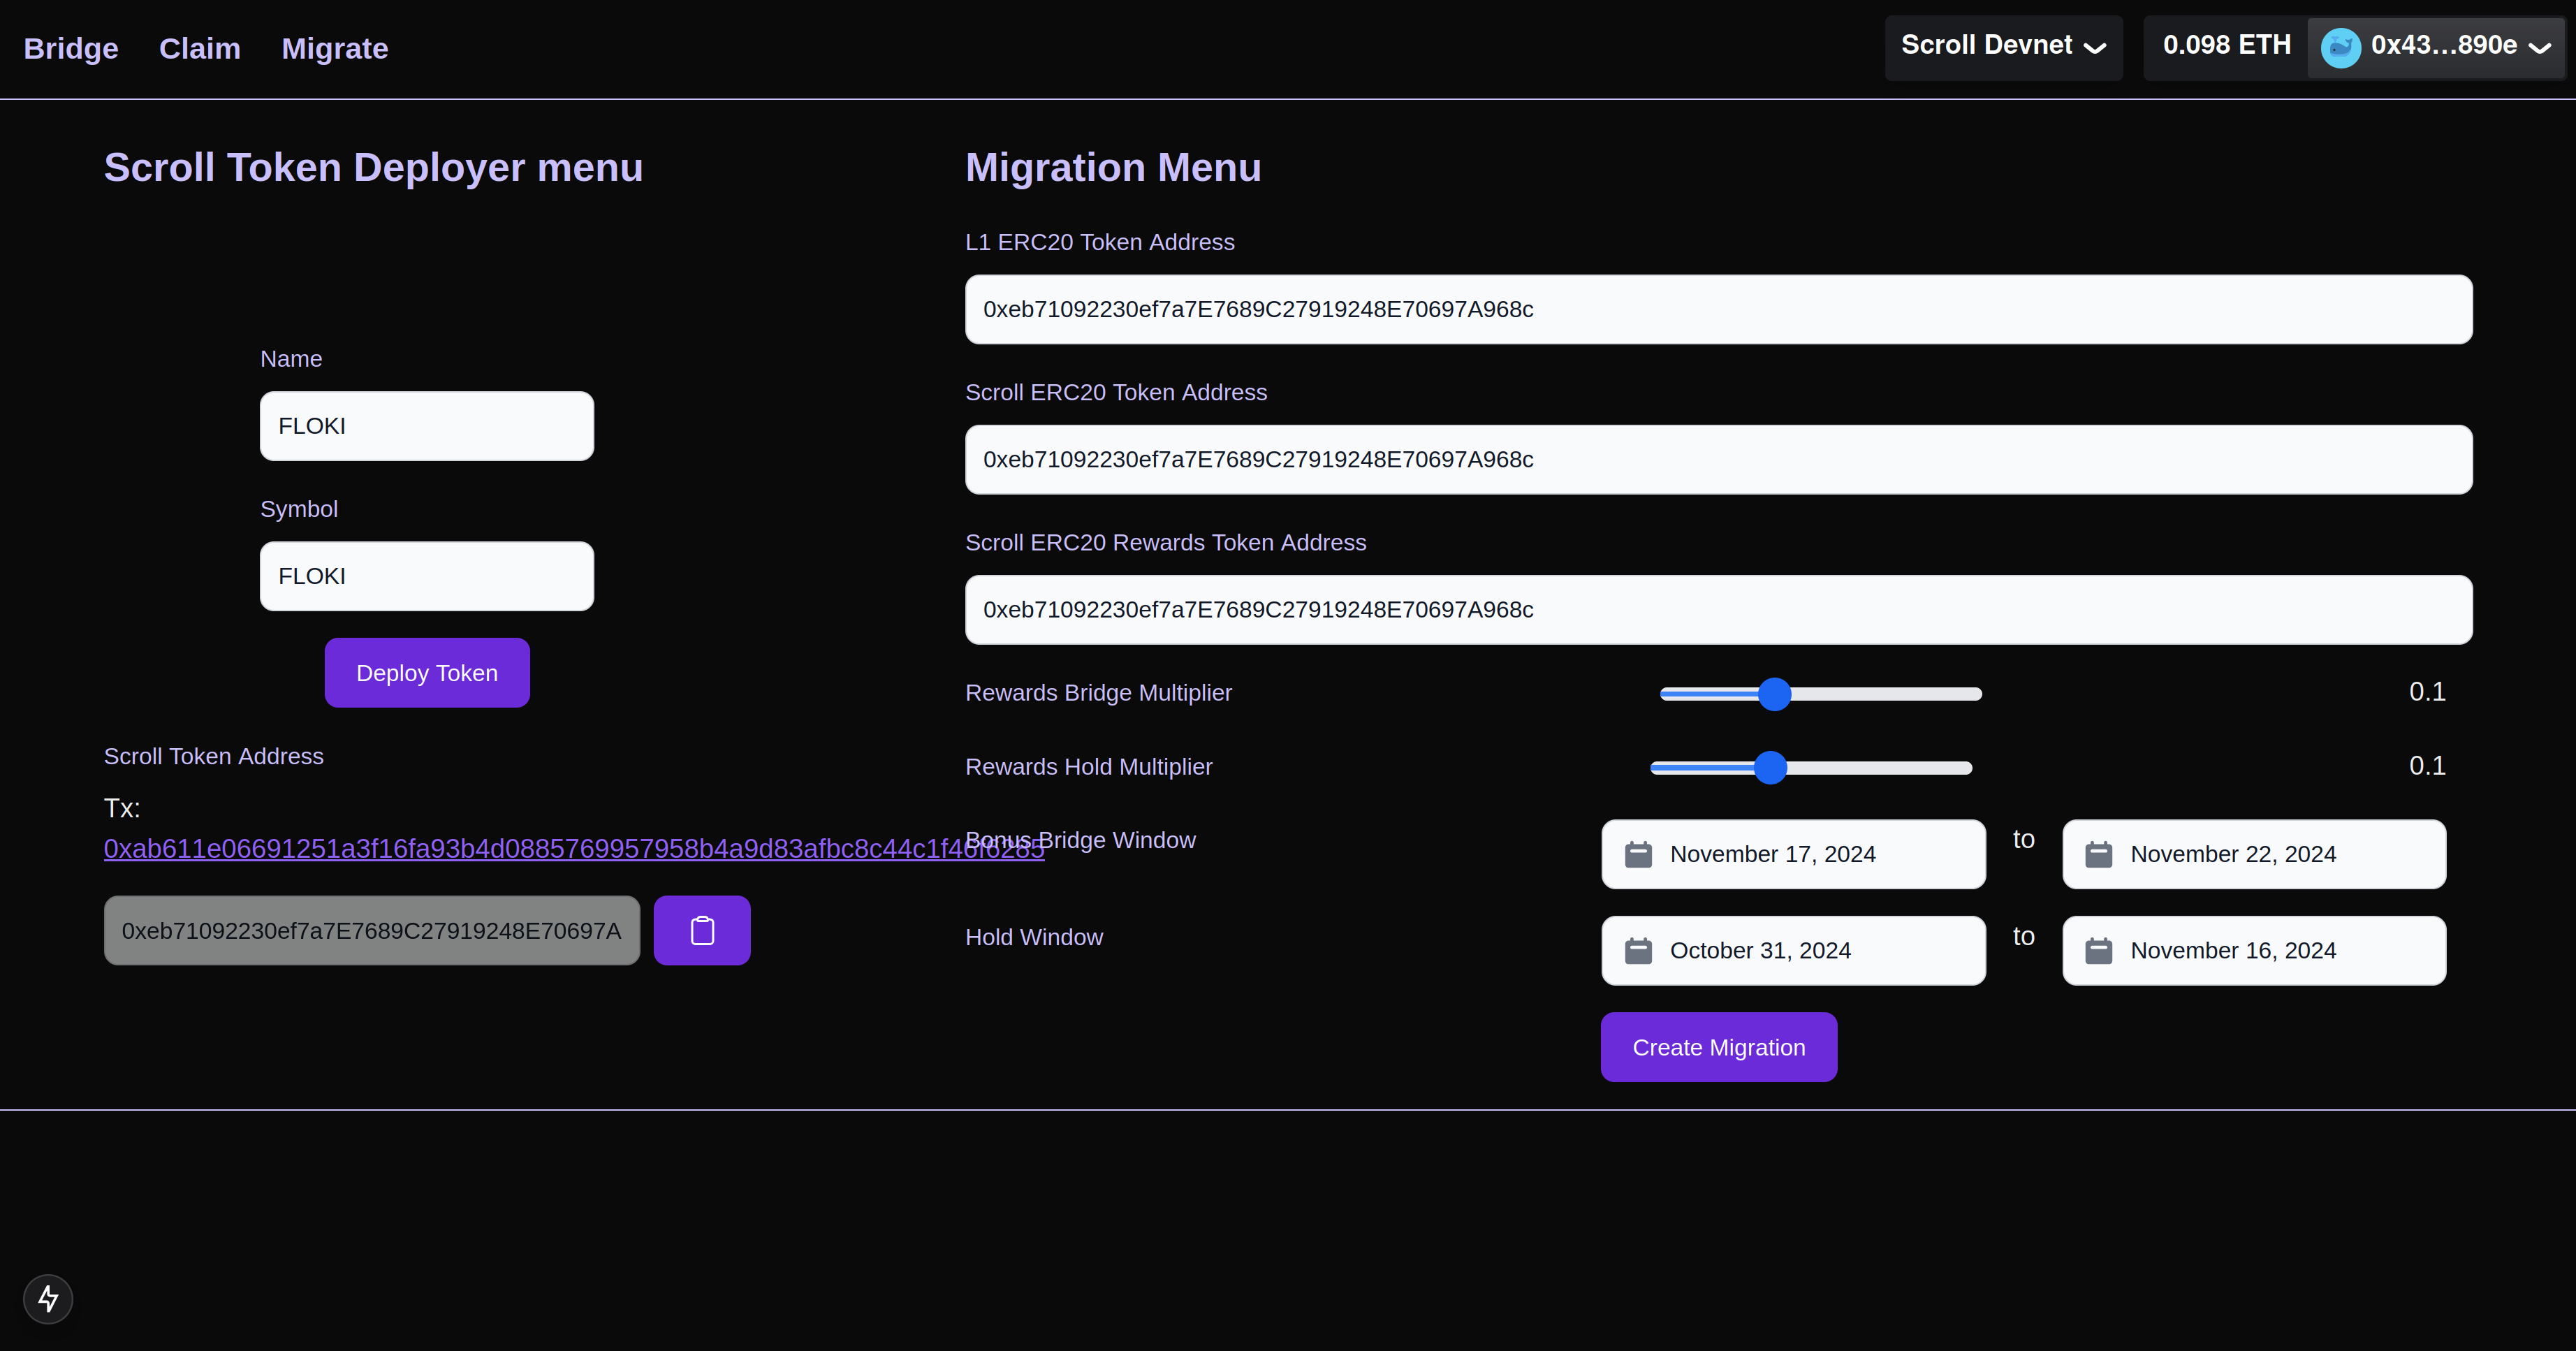 Bridge Claim Migrate
Scroll Devnet
0.098 ETH
0x43...890e
Scroll Token Deployer menu
Name
FLOKI
Symbol
FLOKI
Deploy Token
Scroll Token Address
Tx:
0xab611e06691251a3f16fa93b4d0885769957958b4a9d83afbc8c44c1f46f6285
0xeb71092230ef7a7E7689C27919248E70697A
Migration Menu
L1 ERC20 Token Address
0xeb71092230ef7a7E7689C27919248E70697A968c
Scroll ERC20 Token Address
0xeb71092230ef7a7E7689C27919248E70697A968c
Scroll ERC20 Rewards Token Address
0xeb71092230ef7a7E7689C27919248E70697A968c
Rewards Bridge Multiplier 0.1
Rewards Hold Multiplier 0.1
Bonus Bridge Window November 17, 2024 to November 22, 2024
Hold Window October 31, 2024 to November 16, 2024
Create Migration